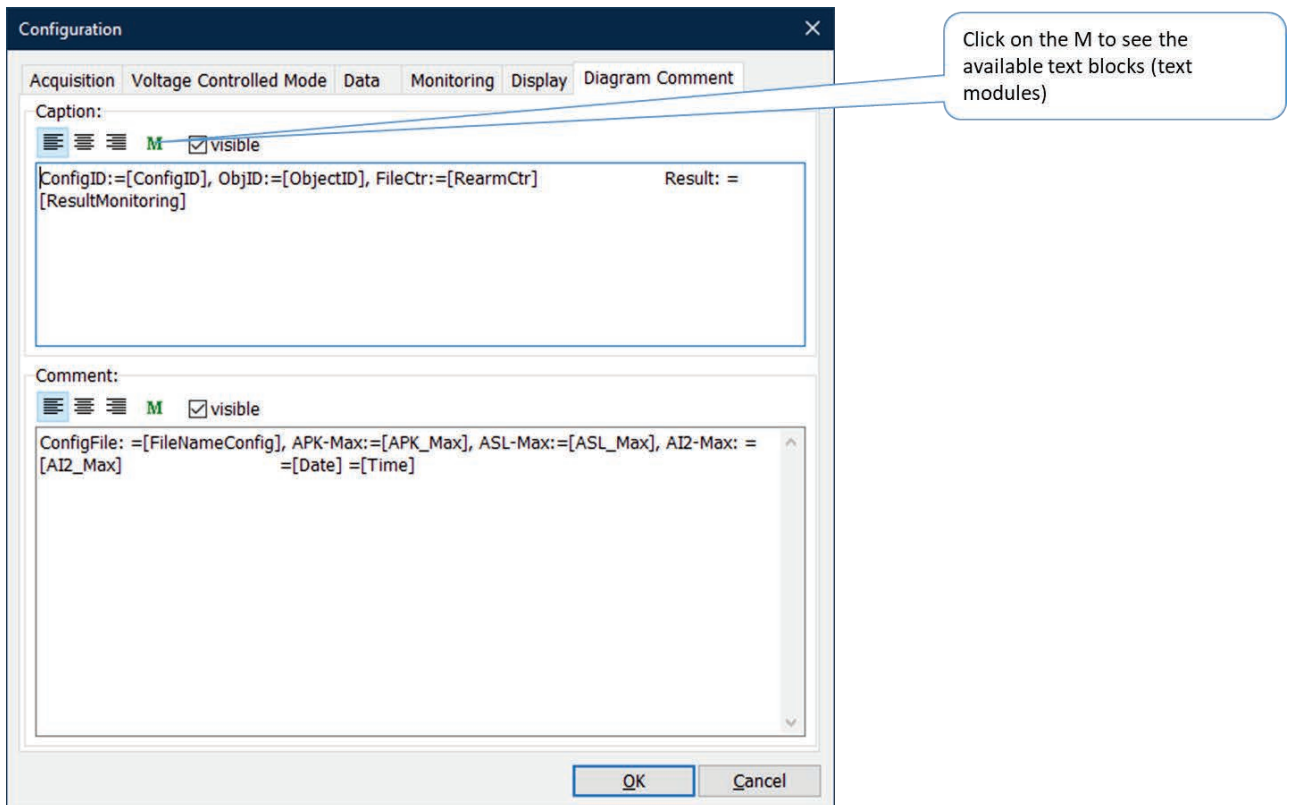 Configuration
Acquisition Voltage Controlled Mode Data Monitoring Display Diagram Comment
Caption:
M visible
ConfigID:=[ConfigID], ObjID:=[ObjectID], FileCtr:=[RearmCtr] Result: =
[ResultMonitoring]
Comment:
M visible
ConfigFile: =[FileNameConfig], APK-Max:=[APK_Max], ASL-Max:=[ASL_Max], AI2-Max: =
[AI2_Max] =[Date] =[Time]
OK Cancel
Click on the M to see the
available text blocks (text
modules)